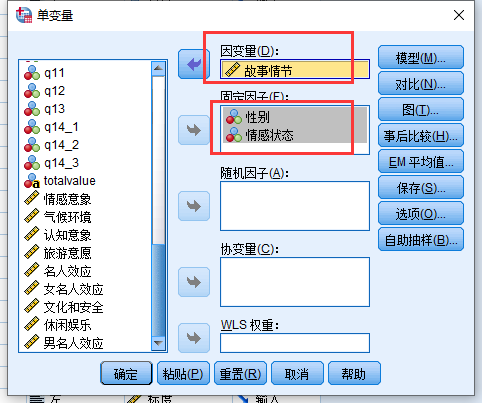 单变量
因变量(D):
故事情节
固定因子(F):
性别
情感状态
随机因子(A):
协变量(C):
WLS 权重:
q11
q12
q13
q14_1
q14_2
q14_3
totalvalue
情感意象
气候环境
认知意象
旅游意愿
名人效应
女名人效应
文化和安全
休闲娱乐
男名人效应
模型(M)...
对比(N)...
图(T)...
事后比较(H)...
EM 平均值...
保存(S)...
选项(O)...
自助抽样(B)...
确定
粘贴(P)
重置(R)
取消
帮助
左
标度
输入